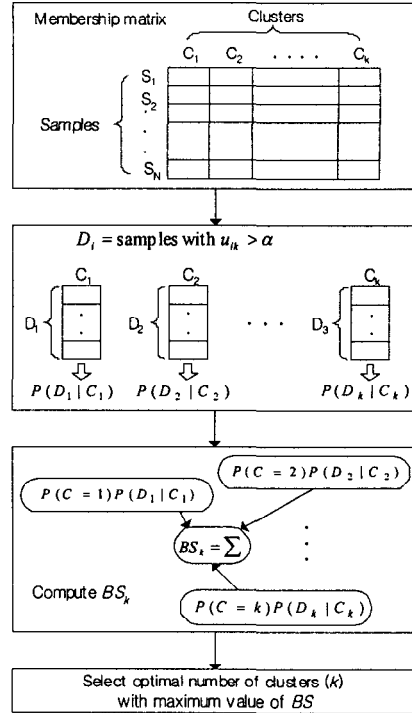 Membership matrix
Clusters
C1 C2 . . . . Ck
S1
S2
.
.
Samples
SN
Di = samples with uik > α
C1 C2 Ck
D1 D2 . . . D3
P(D1 | C1) P(D2 | C2) P(Dk | Ck)
P(C = 2)P(D2 | C2)
P(C = 1)P(D1 | C1)
BSk = ∑
Compute BSk
P(C = k)P(Dk | Ck)
Select optimal number of clusters (k)
with maximum value of BS